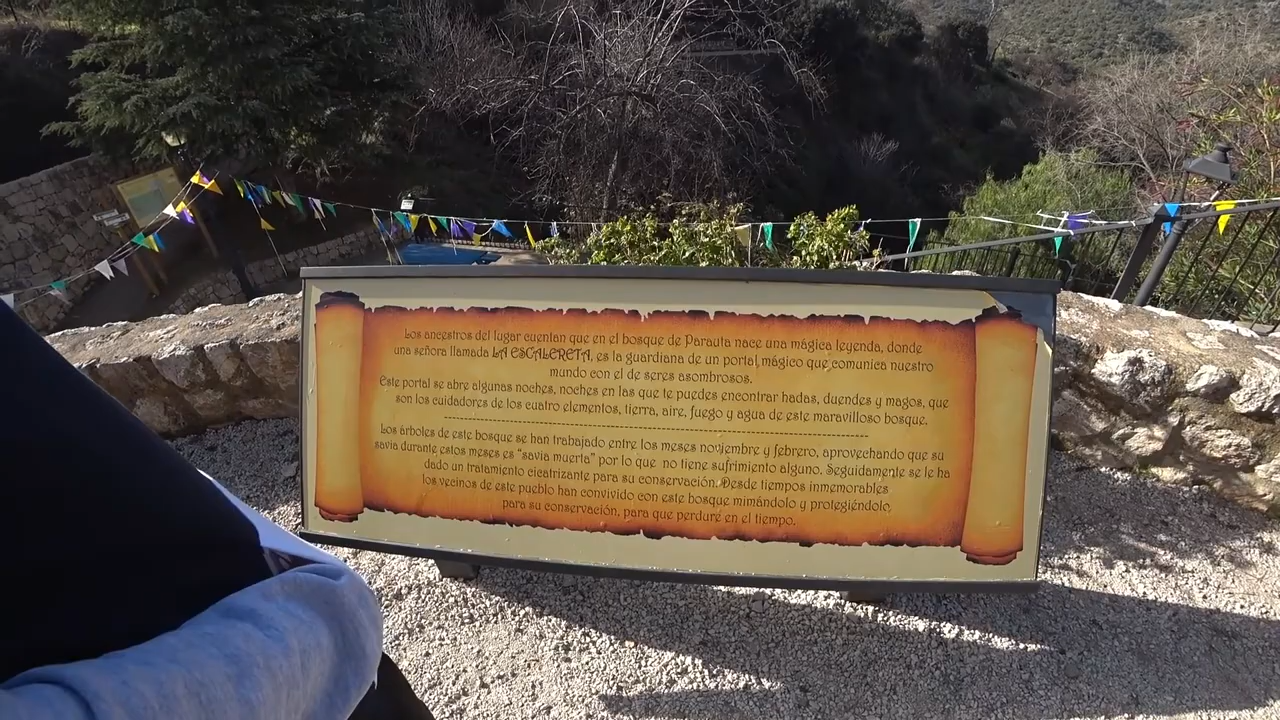 Los ancestros del lugar cuentan que en el bosque de Parauta nace una mágica leyenda, donde
una señora llamada LA ESCALERETA, es la guardiana de un portal mágico que comunica nuestro
mundo con el de seres asombrosos.
Este portal se abre algunas noches, noches en las que te puedes encontrar hadas, duendes y magos, que
son los cuidadores de los cuatro elementos, tierra, aire, fuego y agua de este maravilloso bosque.
Los árboles de este bosque se han trabajado entre los meses noviembre y febrero, aprovechando que su
savia durante estos meses es "savia muerta" por lo que no tiene sufrimiento alguno. Seguidamente se le ha
dado un tratamiento cicatrizante para su conservación. Desde tiempos inmemorables
los vecinos de este pueblo han convivido con este bosque mimándolo y protegiéndolo,
para su conservación, para que perdure en el tiempo.